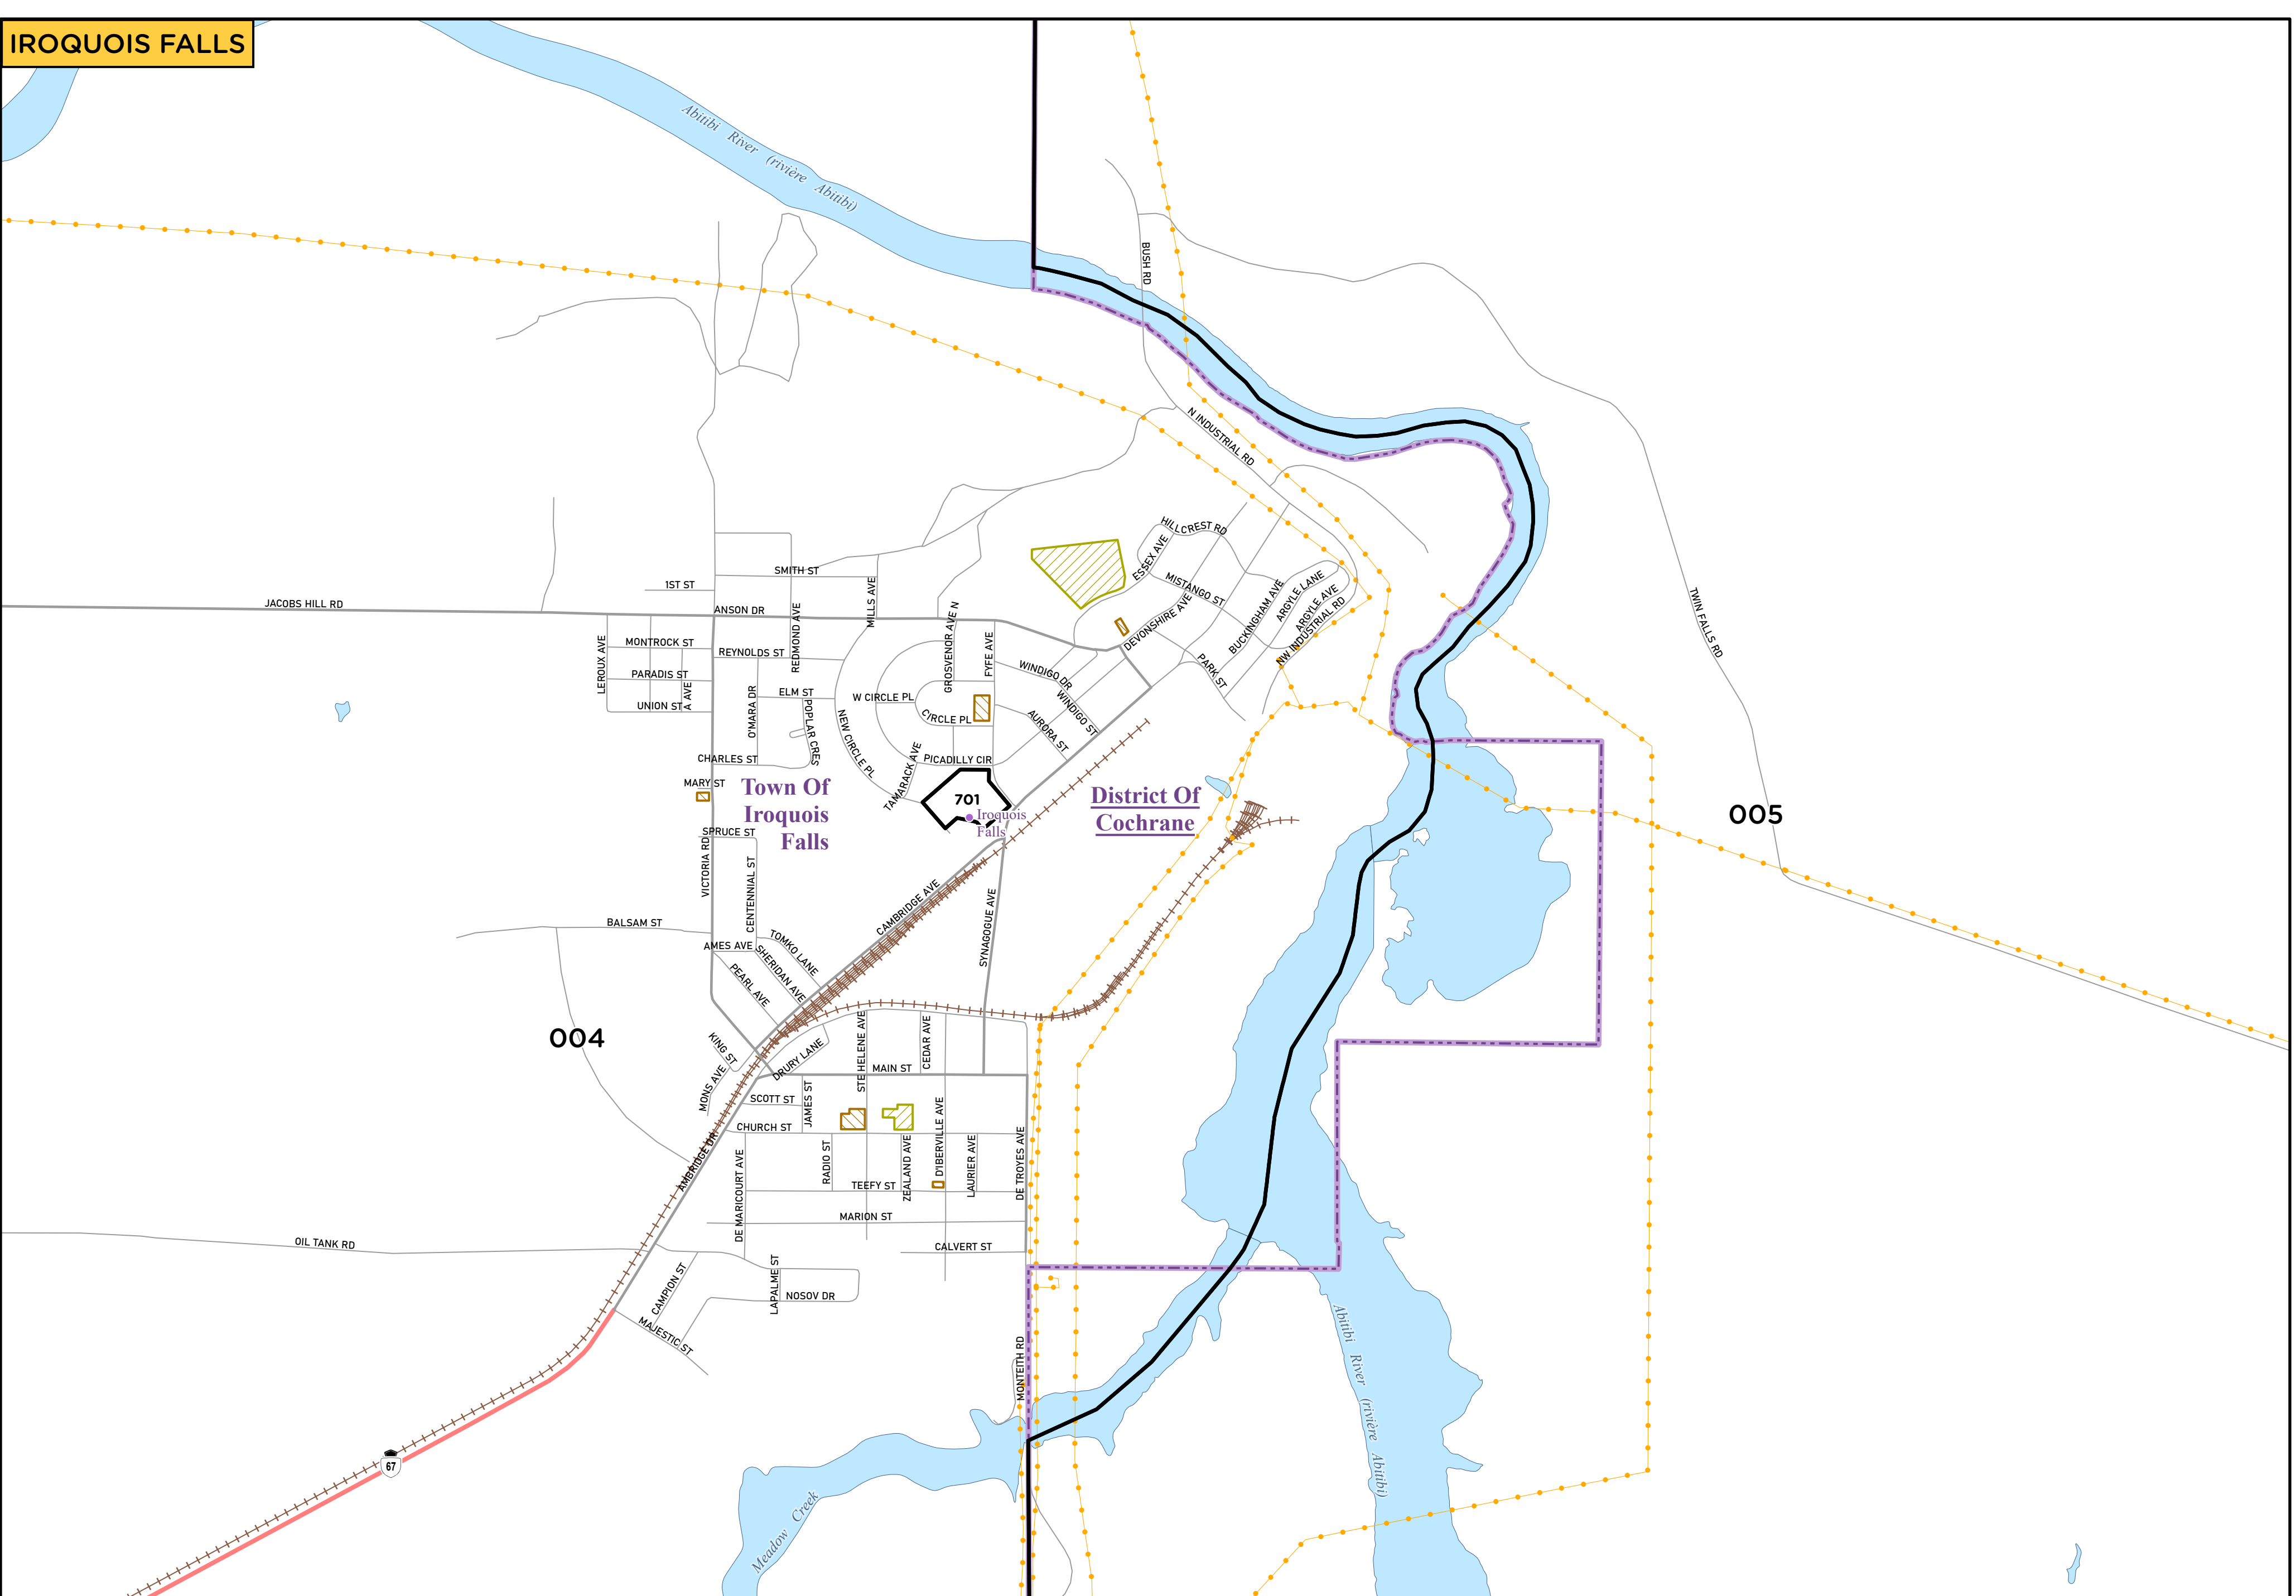 IROQUOIS FALLS
Abitibi River (rivière Abitibi)
BUSH RD
N INDUSTRIAL RD
HILLCREST RD
ESSEX AVE
MISTANGO ST
DEVONSHIRE AVE
BUCKINGHAM AVE
ARGYLE LANE
ARGYLE AVE
NW INDUSTRIAL RD
PARK ST
TWIN FALLS RD
JACOBS HILL RD
1ST ST
SMITH ST
ANSON DR
MILLS AVE
REDMOND AVE
LEROUX AVE
MONTROCK ST
REYNOLDS ST
PARADIS ST
A AVE
UNION ST
O'MARA DR
ELM ST
POPLAR CRES
NEW CIRCLE PL
W CIRCLE PL
GROSVENOR AVE N
FYFE AVE
CIRCLE PL
WINDIGO DR
WINDIGO ST
AURORA ST
PICADILLY CIR
TAMARACK AVE
CHARLES ST
MARY ST
Town Of
Iroquois
Falls
701
Iroquois
Falls
District Of
Cochrane
005
SPRUCE ST
VICTORIA RD
CENTENNIAL ST
CAMBRIDGE AVE
SYNAGOGUE AVE
BALSAM ST
AMES AVE
TOMKO LANE
SHERIDAN AVE
PEARL AVE
004
KING ST
MONS AVE
DRURY LANE
STE HELENE AVE
CEDAR AVE
MAIN ST
SCOTT ST
JAMES ST
CHURCH ST
AMBRIDGE DR
RADIO ST
ZEALAND AVE
D'IBERVILLE AVE
LAURIER AVE
DE TROYES AVE
DE MARICOURT AVE
TEEFY ST
MARION ST
CALVERT ST
OIL TANK RD
CAMPION ST
LAPALME ST
NOSOV DR
MAJESTIC ST
MONTEITH RD
Abitibi River (rivière Abitibi)
67
Meadow Creek